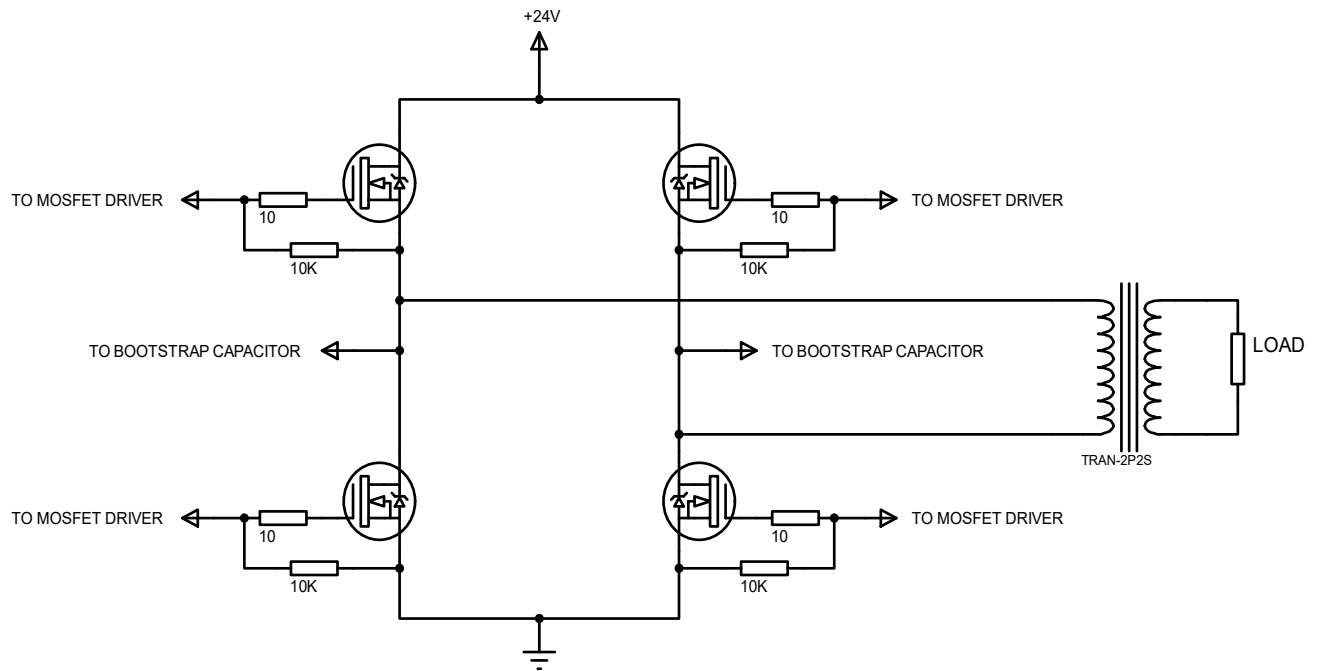 +24V
TO MOSFET DRIVER
10
10K
10
10K
TO MOSFET DRIVER
TO BOOTSTRAP CAPACITOR
TO BOOTSTRAP CAPACITOR
LOAD
TRAN-2P2S
TO MOSFET DRIVER
10
10K
10
10K
TO MOSFET DRIVER